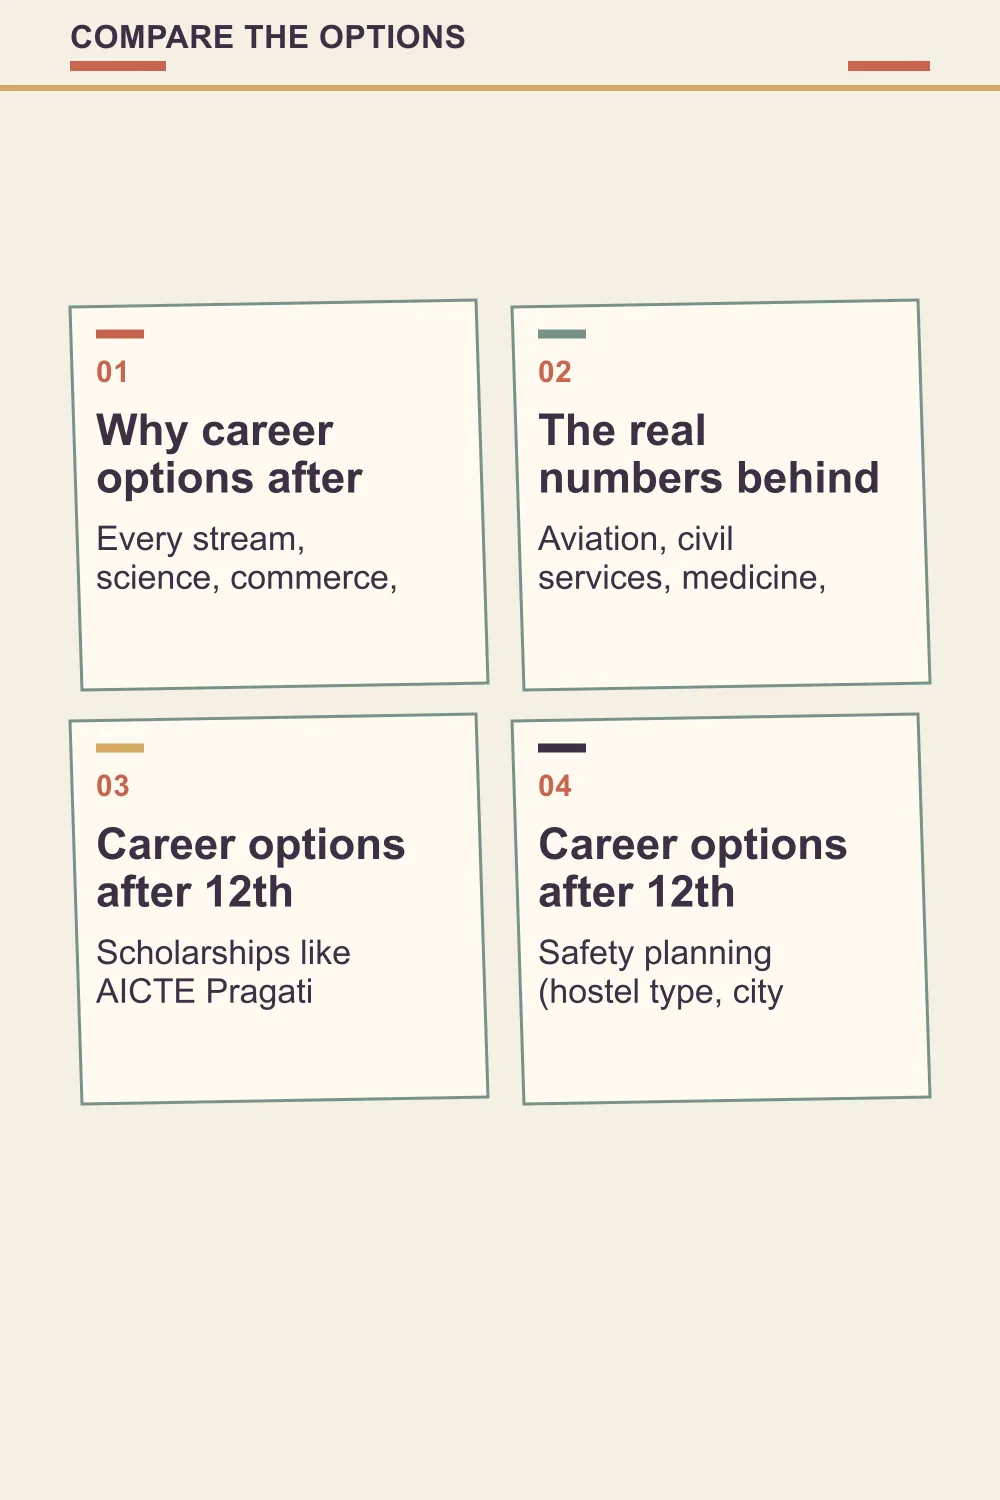 COMPARE THE OPTIONS
01
Why career
options after
Every stream,
science, commerce,
02
The real
numbers behind
Aviation, civil
services, medicine,
03
Career options
after 12th
Scholarships like
AICTE Pragati
04
Career options
after 12th
Safety planning
(hostel type, city